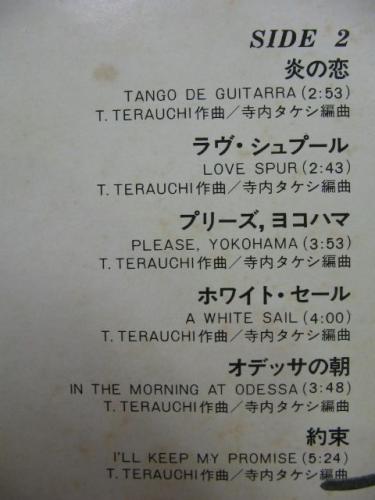 SIDE 2
炎の恋
TANGO DE GUITARRA (2:53)
T. TERAUCHI作曲／寺内タケシ編曲
ラヴ・シュプール
LOVE SPUR (2:43)
T. TERAUCHI作曲／寺内タケシ編曲
プリーズ, ヨコハマ
PLEASE, YOKOHAMA (3:53)
T. TERAUCHI作曲／寺内タケシ編曲
ホワイト・セール
A WHITE SAIL (4:00)
T. TERAUCHI作曲／寺内タケシ編曲
オデッサの朝
IN THE MORNING AT ODESSA (3:48)
T. TERAUCHI作曲／寺内タケシ編曲
約束
I'LL KEEP MY PROMISE (5:24)
T. TERAUCHI作曲／寺内タケシ編曲